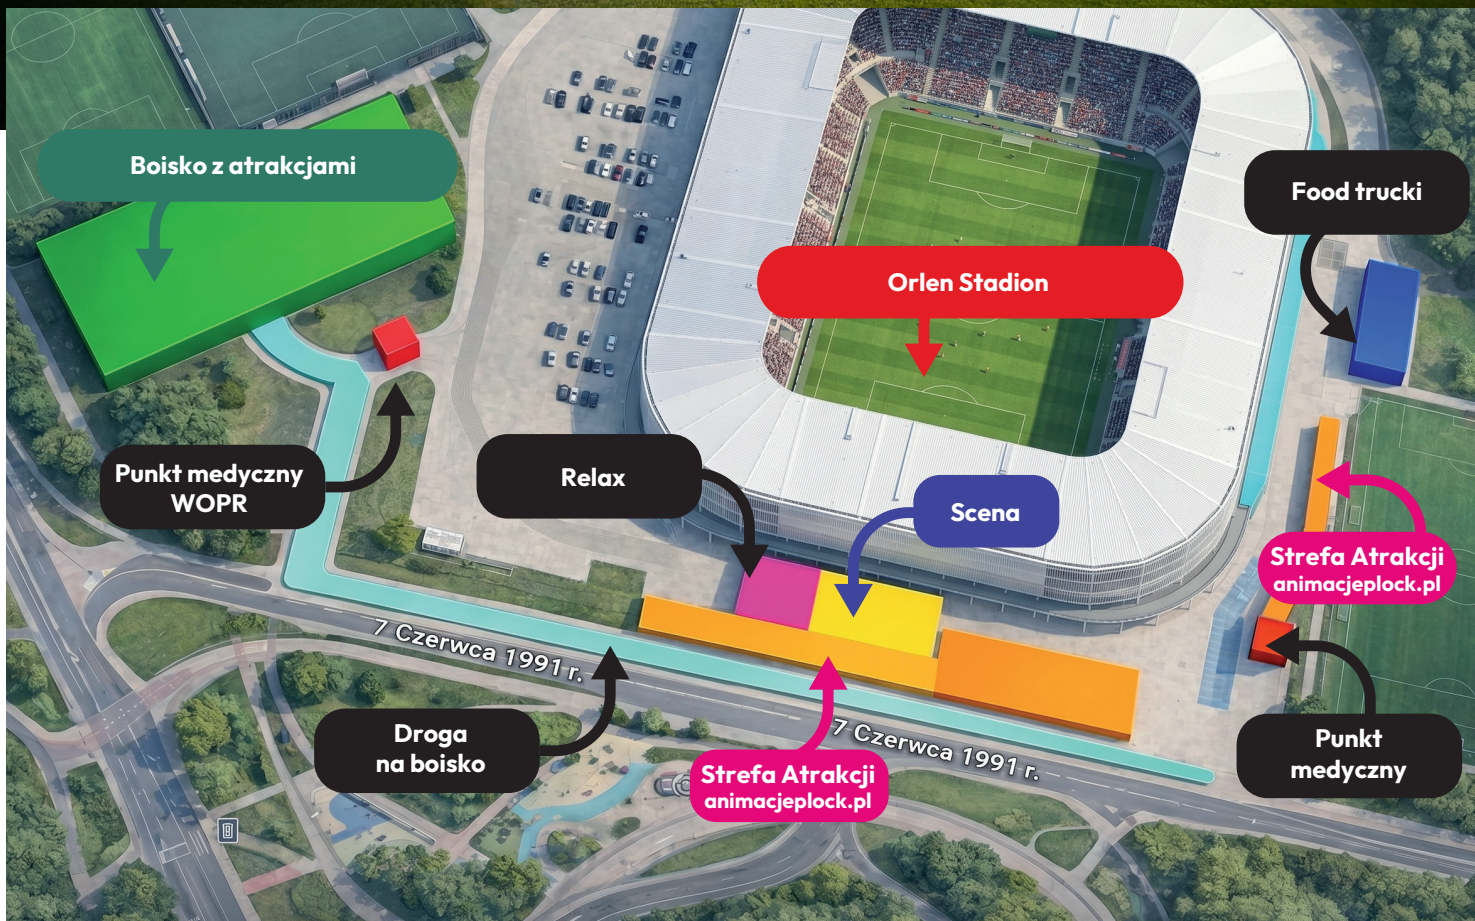 Boisko z atrakcjami
Food trucki
Orlen Stadion
Punkt medyczny
WOPR
Relax
Scena
Strefa Atrakcji
animacjeplock.pl
7 Czerwca 1991 r.
Droga
na boisko
7 Czerwca 1991 r.
Strefa Atrakcji
animacjeplock.pl
Punkt
medyczny